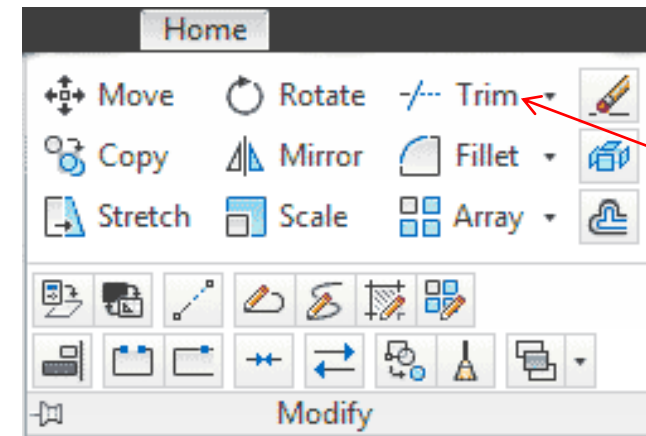 Home
Move Rotate Trim
Copy Mirror Fillet
Stretch Scale Array
Modify